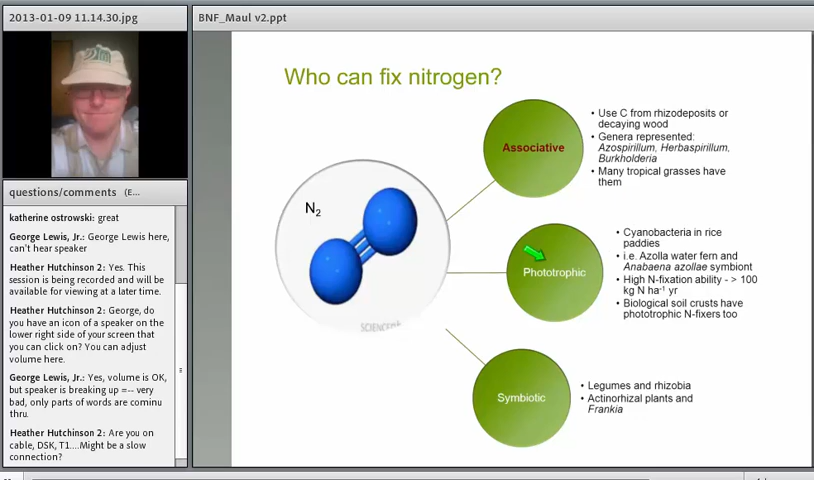 2013-01-09 11.14.30.jpg
questions/comments (E...
katherine ostrowski: great
George Lewis, Jr.: George Lewis here,
can't hear speaker
Heather Hutchinson 2: Yes. This
session is being recorded and will be
available for viewing at a later time.
Heather Hutchinson 2: George, do
you have an icon of a speaker on the
lower right side of your screen that
you can click on? You can adjust
volume here.
George Lewis, Jr.: Yes, volume is OK,
but speaker is breaking up =-- very
bad, only parts of words are cominu
thru.
Heather Hutchinson 2: Are you on
cable, DSK, T1....Might be a slow
connection?
BNF_Maul v2.ppt
Who can fix nitrogen?
N2
Associative
• Use C from rhizodeposits or
decaying wood
• Genera represented:
Azospirillum, Herbaspirillum,
Burkholderia
• Many tropical grasses have
them
Phototrophic
• Cyanobacteria in rice
paddies
• i.e. Azolla water fern and
Anabaena azollae symbiont
• High N-fixation ability - > 100
kg N ha-1 yr
• Biological soil crusts have
phototrophic N-fixers too
Symbiotic
• Legumes and rhizobia
• Actinorhizal plants and
Frankia